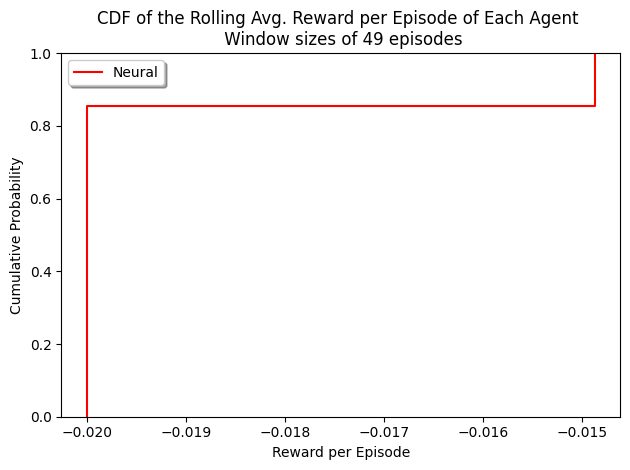 CDF of the Rolling Avg. Reward per Episode of Each Agent
Window sizes of 49 episodes
Neural
Cumulative Probability
1.0
0.8
0.6
0.4
0.2
0.0
−0.020 −0.019 −0.018 −0.017 −0.016 −0.015
Reward per Episode